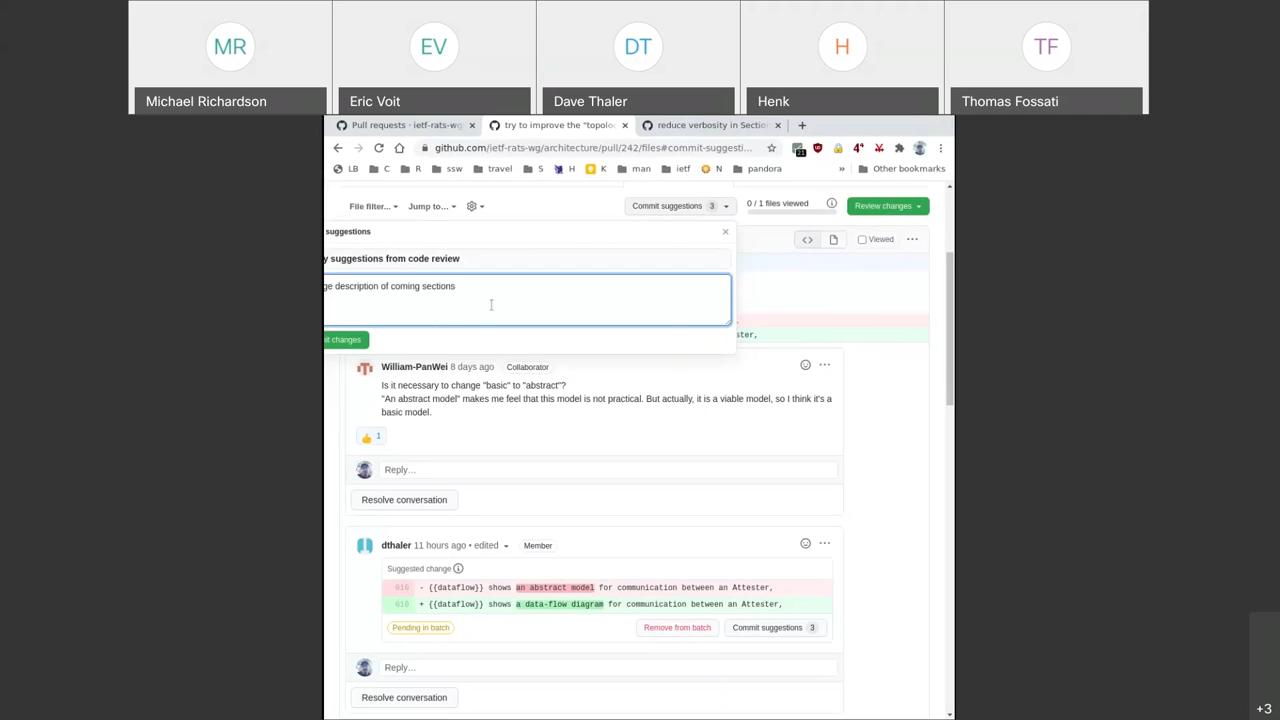 MR
EV
DT
H
TF
Michael Richardson
Eric Voit
Dave Thaler
Henk
Thomas Fossati
Pull requests · ietf-rats-wg
try to improve the "topolo
reduce verbosity in Section
github.com/ietf-rats-wg/architecture/pull/242/files#commit-suggesti...
21
LB
C
R
ssw
travel
S
H
K
man
ietf
N
pandora
»
Other bookmarks
File filter...
Jump to...
Commit suggestions 3
0 / 1 files viewed
Review changes
suggestions
Viewed
y suggestions from code review
ge description of coming sections
ster,
it changes
William-PanWei 8 days ago
Collaborator
Is it necessary to change "basic" to "abstract"?
"An abstract model" makes me feel that this model is not practical. But actually, it is a viable model, so I think it's a
basic model.
1
Reply...
Resolve conversation
dthaler 11 hours ago • edited
Member
Suggested change
610 - {{dataflow}} shows an abstract model for communication between an Attester,
610 + {{dataflow}} shows a data-flow diagram for communication between an Attester,
Pending in batch
Remove from batch
Commit suggestions 3
Reply...
Resolve conversation
+3